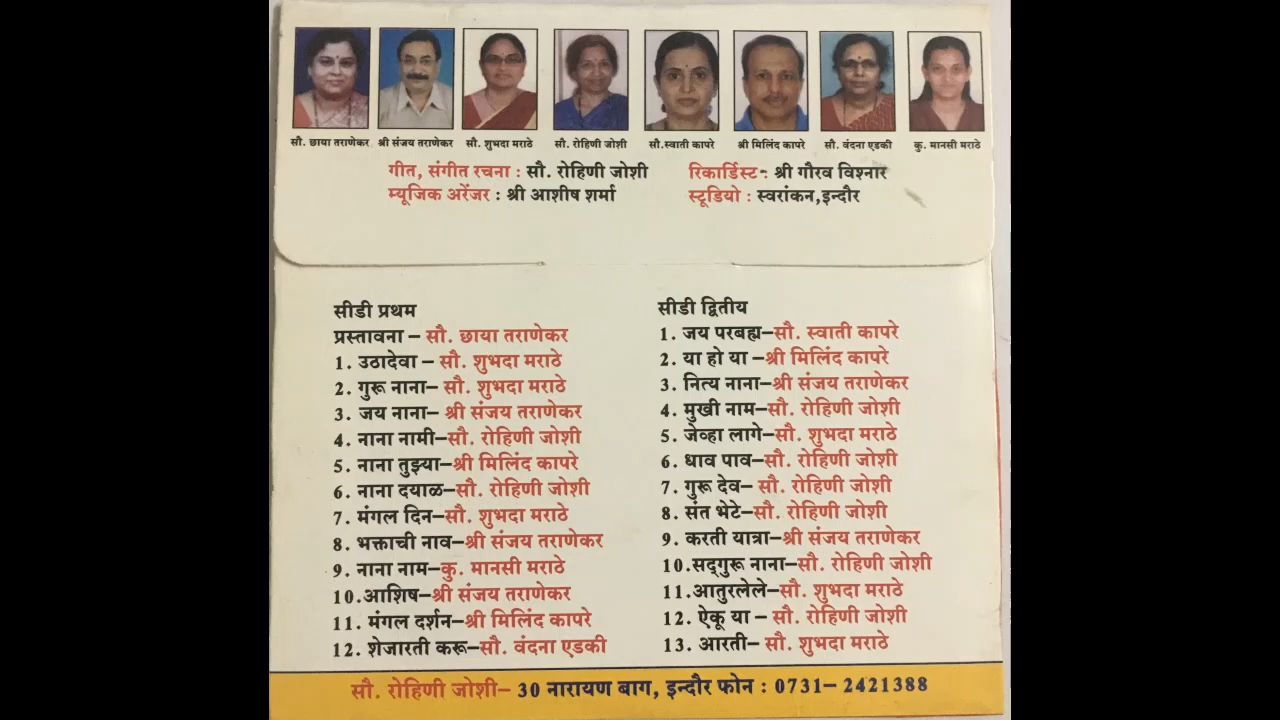 सौ. छाया तराणेकर श्री संजय तराणेकर सौ. शुभदा मराठे सौ. रोहिणी जोशी सौ.स्वाती कापरे श्री मिलिंद कापरे सौ. वंदना एडकी कु. मानसी मराठे
गीत, संगीत रचना : सौ. रोहिणी जोशी
म्यूजिक अरेंजर : श्री आशीष शर्मा
रिकार्डिस्ट : श्री गौरव विश्नार
स्टूडियो : स्वरांकन,इन्दौर
सीडी प्रथम
प्रस्तावना – सौ. छाया तराणेकर
1. उठादेवा – सौ. शुभदा मराठे
2. गुरू नाना– सौ. शुभदा मराठे
3. जय नाना– श्री संजय तराणेकर
4. नाना नामी–सौ. रोहिणी जोशी
5. नाना तुझ्या–श्री मिलिंद कापरे
6. नाना दयाळ–सौ. रोहिणी जोशी
7. मंगल दिन–सौ. शुभदा मराठे
8. भक्ताची नाव–श्री संजय तराणेकर
9. नाना नाम–कु. मानसी मराठे
10.आशिष–श्री संजय तराणेकर
11. मंगल दर्शन–श्री मिलिंद कापरे
12. शेजारती करू–सौ. वंदना एडकी
सीडी द्वितीय
1. जय परबह्म–सौ. स्वाती कापरे
2. या हो या –श्री मिलिंद कापरे
3. नित्य नाना–श्री संजय तराणेकर
4. मुखी नाम–सौ. रोहिणी जोशी
5. जेव्हा लागे–सौ. शुभदा मराठे
6. धाव पाव–सौ. रोहिणी जोशी
7. गुरू देव– सौ. रोहिणी जोशी
8. संत भेटे–सौ. रोहिणी जोशी
9. करती यात्रा–श्री संजय तराणेकर
10.सद्‌गुरू नाना–सौ. रोहिणी जोशी
11.आतुरलेले–सौ. शुभदा मराठे
12. ऐकू या – सौ. रोहिणी जोशी
13. आरती– सौ. शुभदा मराठे
सौ. रोहिणी जोशी– 30 नारायण बाग, इन्दौर फोन : 0731– 2421388